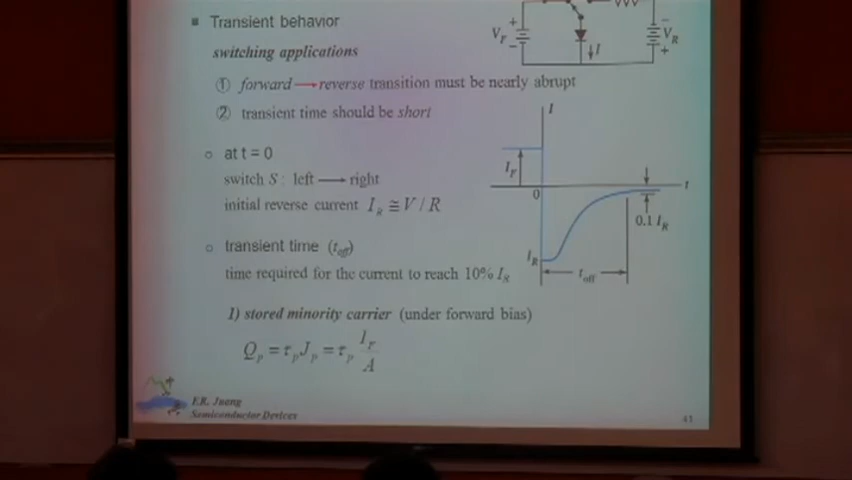 Transient behavior
switching applications
① forward → reverse transition must be nearly abrupt
② transient time should be short
at t = 0
switch S : left → right
initial reverse current I_R ≅ V / R
transient time (t_off)
time required for the current to reach 10% I_R
1) stored minority carrier (under forward bias)
Q_p = τ_p J_p = τ_p I_F / A
V_F
+
−
I
−
V_R
+
I
I_F
0
t
0.1 I_R
I_R
t_off
Semiconductor Devices
41